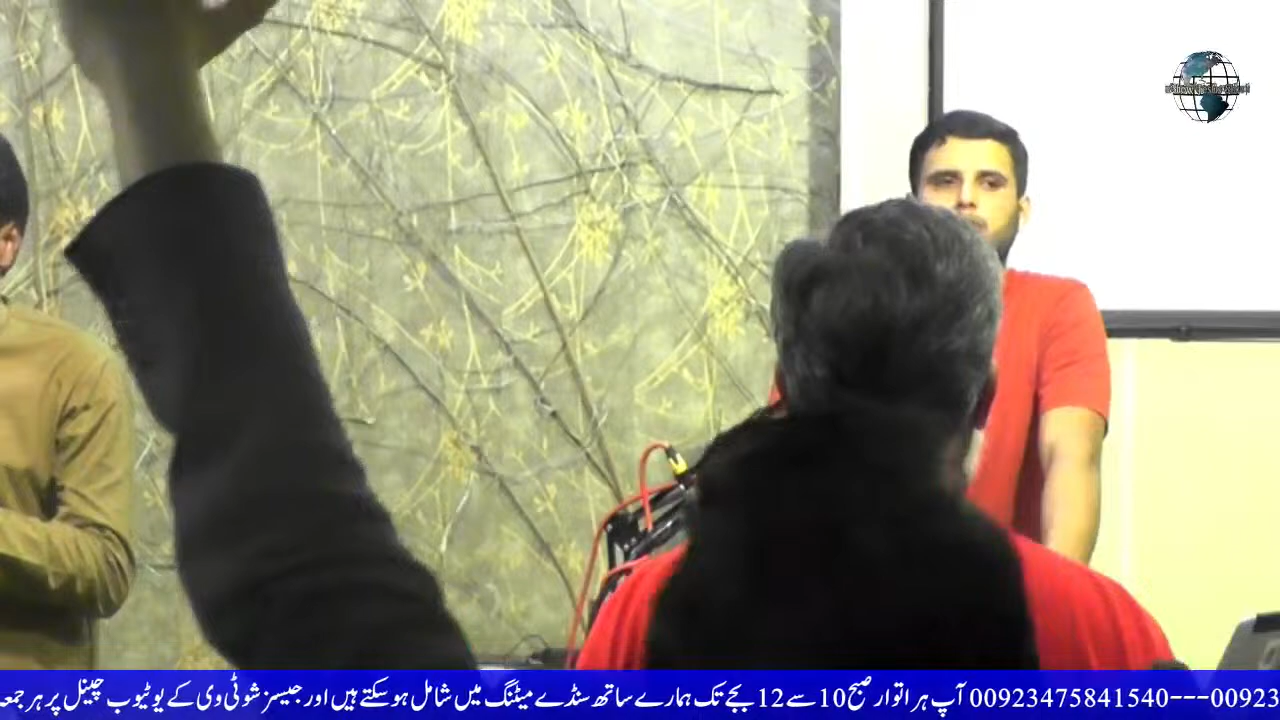 00923475841540---00923 آپ ہر اتوار صبح 10 سے 12 بجے تک ہمارے ساتھ سنڈے میٹنگ میں شامل ہو سکتے ہیں اور جیسز شو ٹی وی کے یوٹیوب چینل پر ہر جمعہ